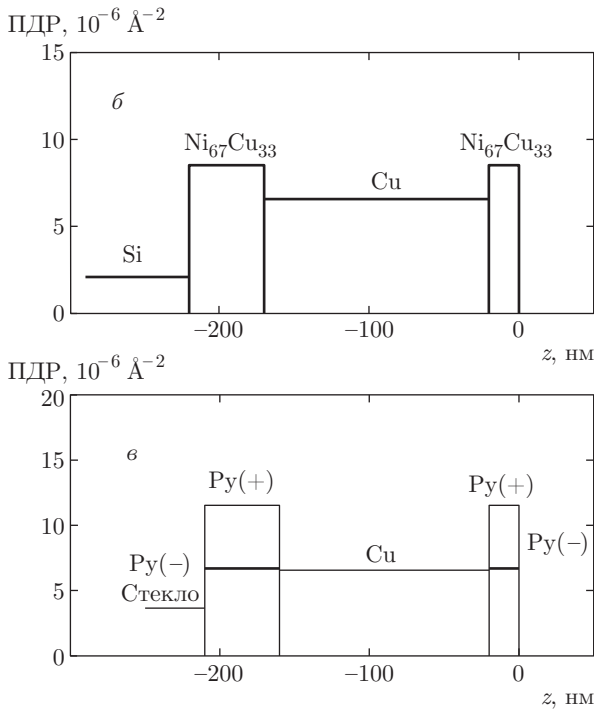 ПДР, 10⁻⁶ Å⁻²
15
б
Ni₆₇Cu₃₃ Ni₆₇Cu₃₃
10
Cu
5
Si
0
−200 −100 0
z, нм
ПДР, 10⁻⁶ Å⁻²
20
в
15
Py(+) Py(+)
10
Py(−)
Py(−) Cu
5 Стекло
0
−200 −100 0
z, нм